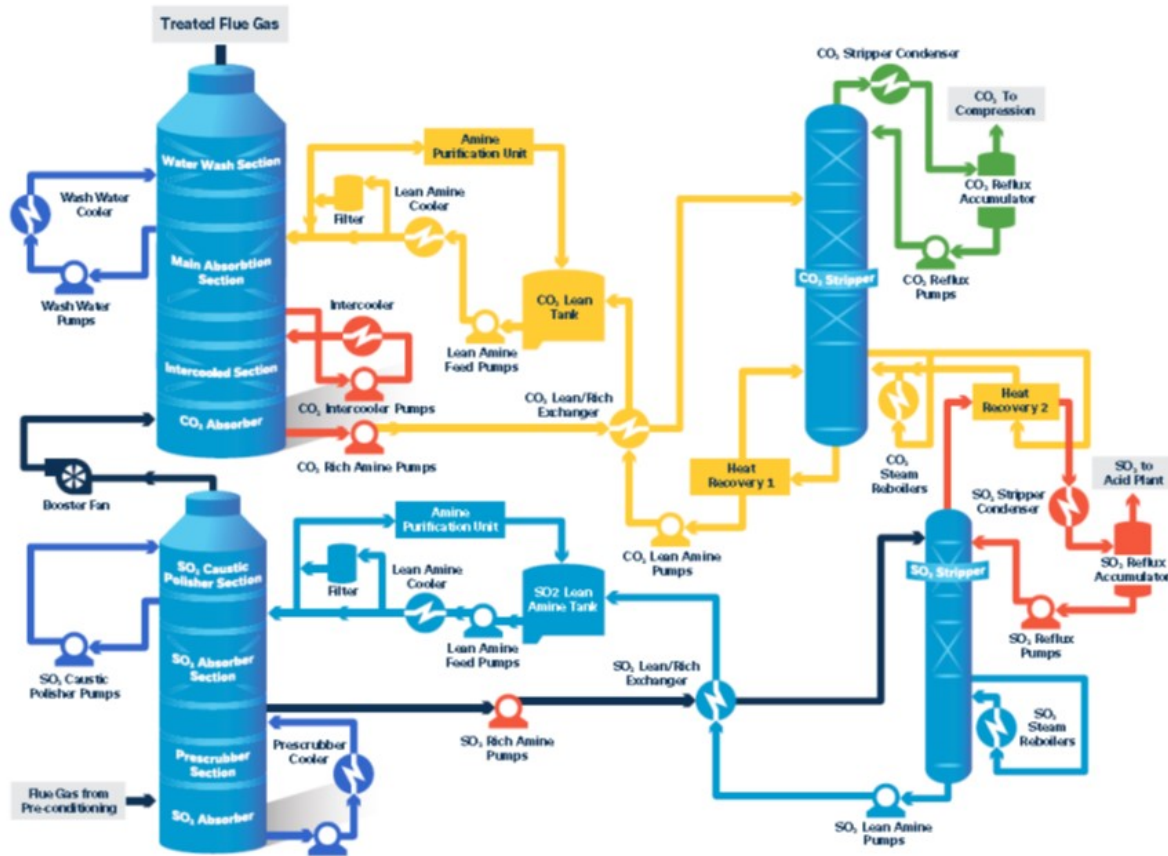 Treated Flue Gas
Water Wash Section
Main Absorbtion
Section
Intercooled Section
CO₂ Absorber
Wash Water
Cooler
Wash Water
Pumps
Amine
Purification Unit
Filter
Lean Amine
Cooler
CO₂ Lean
Tank
Lean Amine
Feed Pumps
Intercooler
CO₂ Intercooler Pumps
CO₂ Rich Amine Pumps
CO₂ Lean/Rich
Exchanger
CO₂ Stripper Condenser
CO₂ To
Compression
CO₂ Reflux
Accumulator
CO₂ Reflux
Pumps
CO₂ Stripper
Heat
Recovery 1
CO₂ Lean Amine
Pumps
CO₂
Steam
Reboilers
Heat
Recovery 2
SO₂ to
Acid Plant
SO₂ Stripper
Condenser
SO₂ Reflux
Accumulator
SO₂ Reflux
Pumps
SO₂ Stripper
SO₂
Steam
Reboilers
SO₂ Lean Amine
Pumps
Booster Fan
SO₂ Caustic
Polisher Section
SO₂ Absorber
Section
Prescrubber
Section
SO₂ Absorber
SO₂ Caustic
Polisher Pumps
Amine
Purification Unit
Filter
Lean Amine
Cooler
SO2 Lean
Amine Tank
Lean Amine
Feed Pumps
SO₂ Lean/Rich
Exchanger
SO₂ Rich Amine
Pumps
Prescrubber
Cooler
Flue Gas from
Pre-conditioning